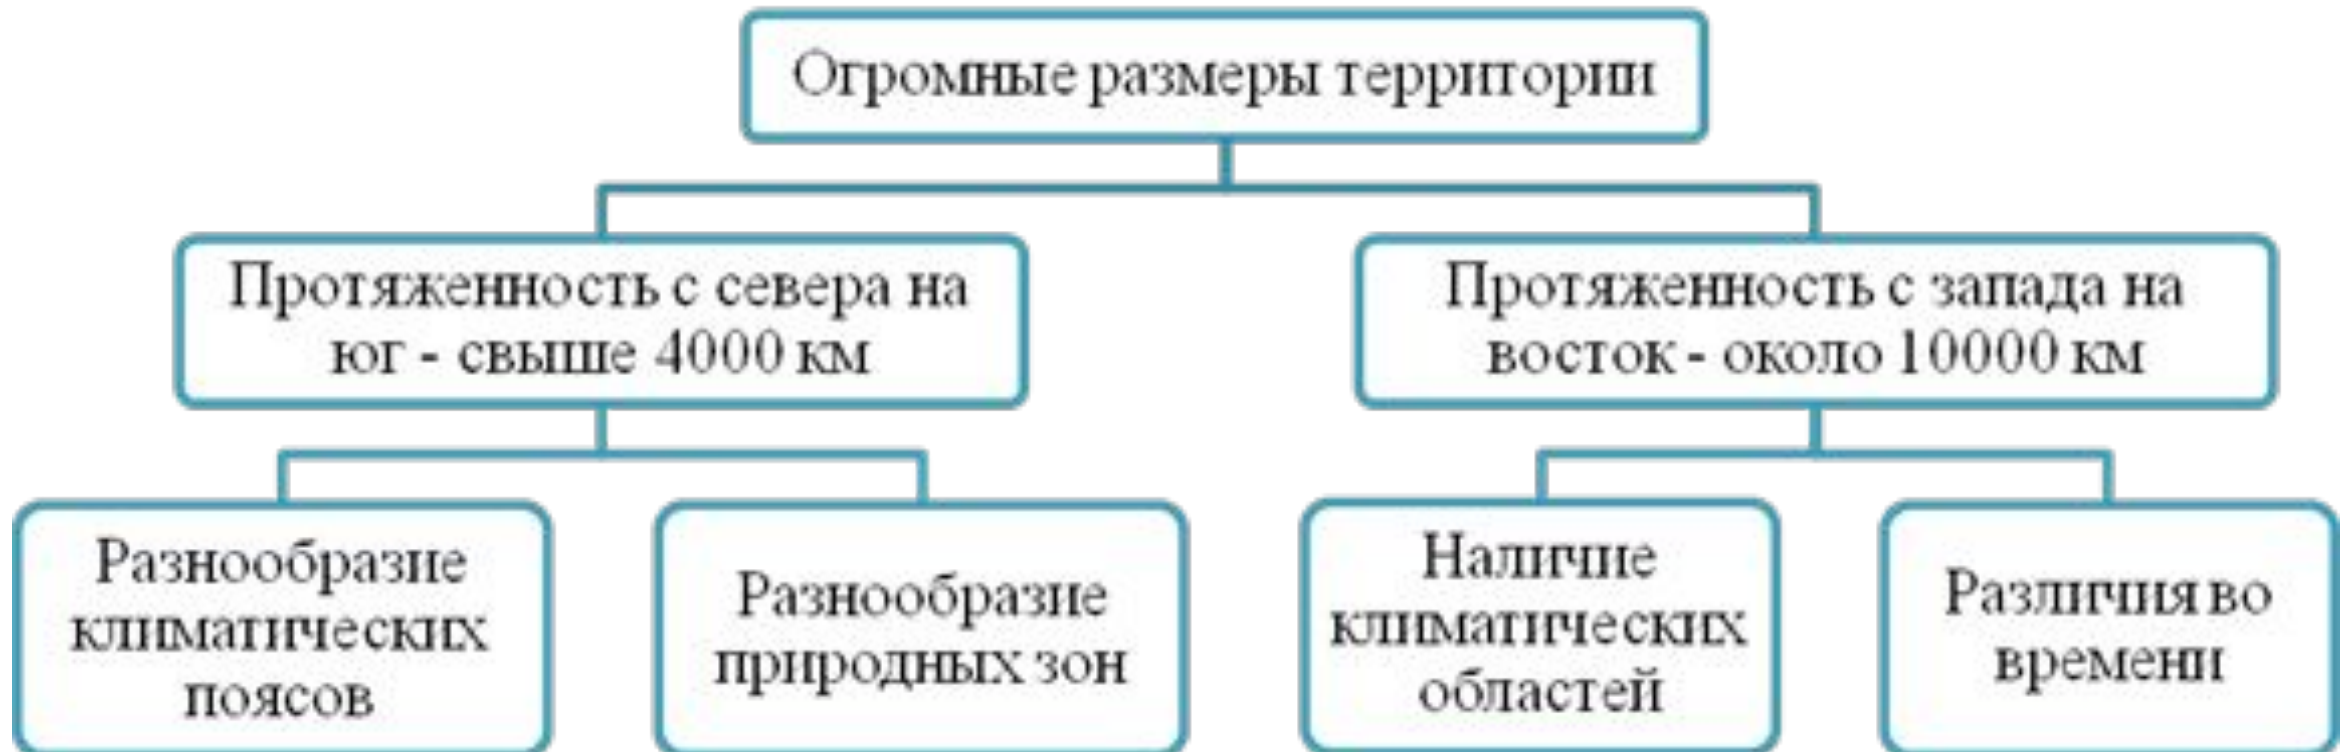 Огромные размеры территории
Протяженность с севера на
юг - свыше 4000 км
Протяженность с запада на
восток - около 10000 км
Разнообразие
климатических
поясов
Разнообразие
природных зон
Наличие
климатических
областей
Различия во
времени